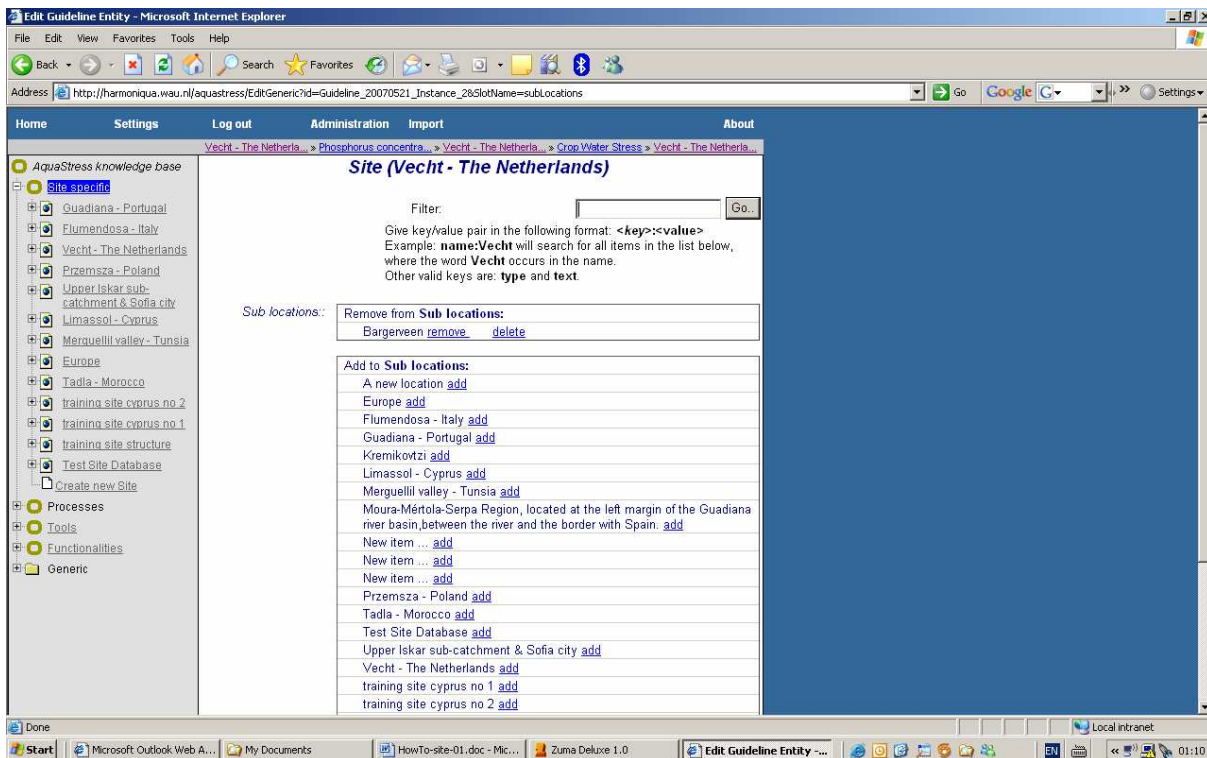 Edit Guideline Entity - Microsoft Internet Explorer
File Edit View Favorites Tools Help
Back Search Favorites
Address http://harmoniqua.wau.nl/aquastress/EditGeneric?id=Guideline_20070521_Instance_2&SlotName=subLocations Go Google G Settings
Home Settings Log out Administration Import About
Vecht - The Netherla... » Phosphorus concentra... » Vecht - The Netherla... » Crop Water Stress » Vecht - The Netherla...
AquaStress knowledge base
Site specific
Guadiana - Portugal
Flumendosa - Italy
Vecht - The Netherlands
Przemsza - Poland
Upper Iskar sub-
catchment & Sofia city
Limassol - Cyprus
Merguellil valley - Tunsia
Europe
Tadla - Morocco
training site cyprus no 2
training site cyprus no 1
training site structure
Test Site Database
Create new Site
Processes
Tools
Functionalities
Generic
Site (Vecht - The Netherlands)
Filter: Go..
Give key/value pair in the following format: <key>:<value>
Example: name:Vecht will search for all items in the list below,
where the word Vecht occurs in the name.
Other valid keys are: type and text.
Sub locations::
Remove from Sub locations:
Bargerveen remove delete
Add to Sub locations:
A new location add
Europe add
Flumendosa - Italy add
Guadiana - Portugal add
Kremikovtzi add
Limassol - Cyprus add
Merguellil valley - Tunsia add
Moura-Mértola-Serpa Region, located at the left margin of the Guadiana
river basin,between the river and the border with Spain. add
New item ... add
New item ... add
New item ... add
Przemsza - Poland add
Tadla - Morocco add
Test Site Database add
Upper Iskar sub-catchment & Sofia city add
Vecht - The Netherlands add
training site cyprus no 1 add
training site cyprus no 2 add
Done Local intranet
Start Microsoft Outlook Web A... My Documents HowTo-site-01.doc - Mic... Zuma Deluxe 1.0 Edit Guideline Entity -... EN 01:10